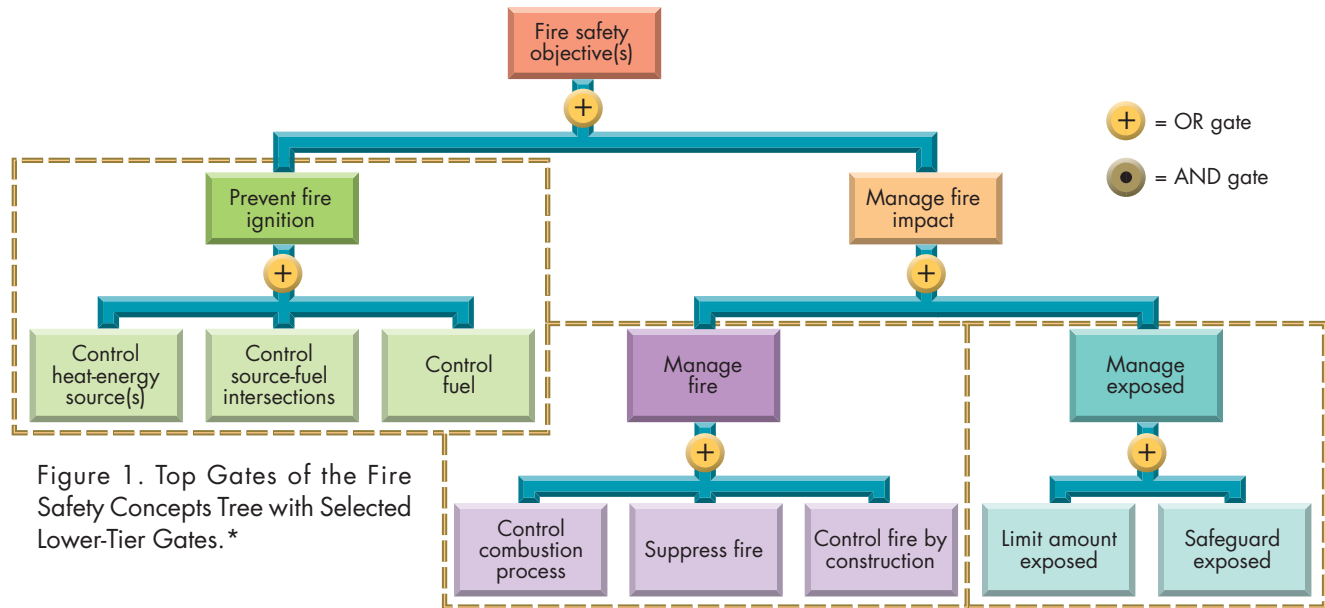 Fire safety
objective(s)
+
+ = OR gate
• = AND gate
Prevent fire
ignition
Manage fire
impact
+
+
Control
heat-energy
source(s)
Control
source-fuel
intersections
Control
fuel
Manage
fire
Manage
exposed
+
+
Figure 1. Top Gates of the Fire
Safety Concepts Tree with Selected
Lower-Tier Gates.*
Control
combustion
process
Suppress fire
Control fire by
construction
Limit amount
exposed
Safeguard
exposed